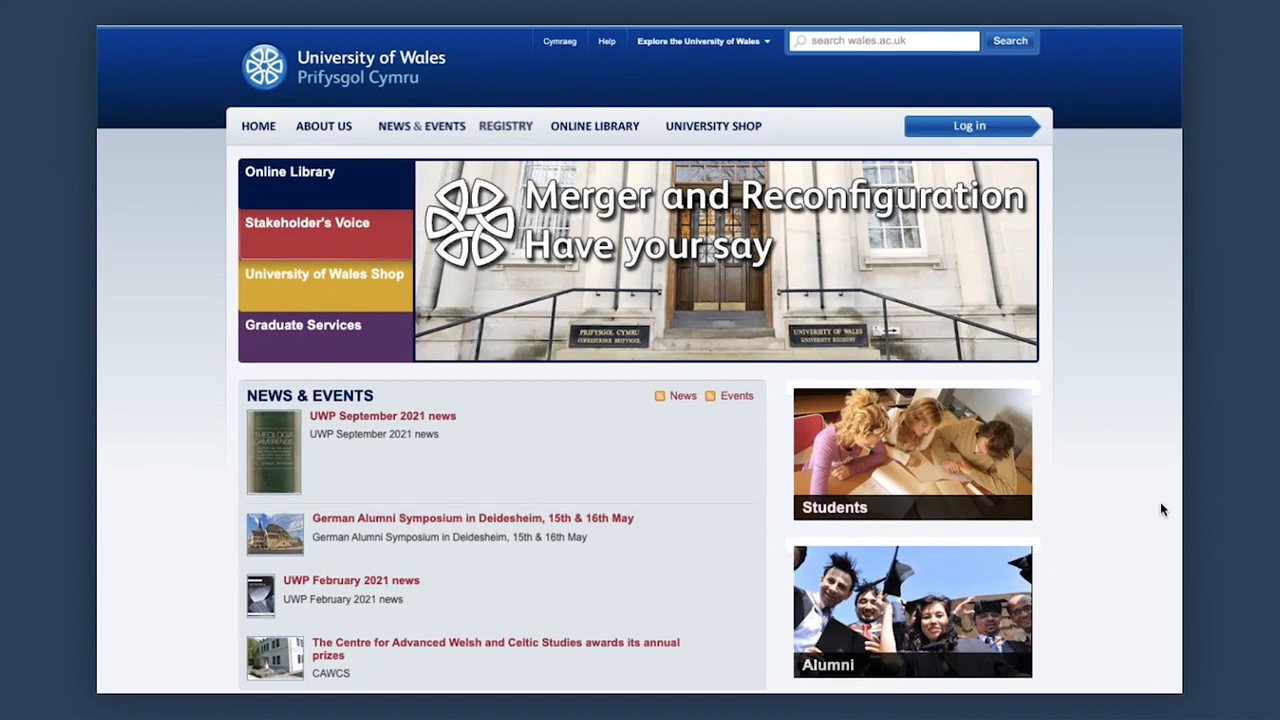 Cymraeg Help Explore the University of Wales search wales.ac.uk Search
University of Wales
Prifysgol Cymru
HOME ABOUT US NEWS & EVENTS REGISTRY ONLINE LIBRARY UNIVERSITY SHOP Log in
Online Library
Stakeholder's Voice
University of Wales Shop
Graduate Services
Merger and Reconfiguration
Have your say
PRIFYSGOL CYMRU
COFRESTRFA'R BRIFYSGOL
UNIVERSITY OF WALES
UNIVERSITY REGISTRY
NEWS & EVENTS News Events
THEOLOGIA
CAMBRENSIS
UWP September 2021 news
UWP September 2021 news
German Alumni Symposium in Deidesheim, 15th & 16th May
German Alumni Symposium in Deidesheim, 15th & 16th May
UWP February 2021 news
UWP February 2021 news
The Centre for Advanced Welsh and Celtic Studies awards its annual
prizes
CAWCS
Students
Alumni